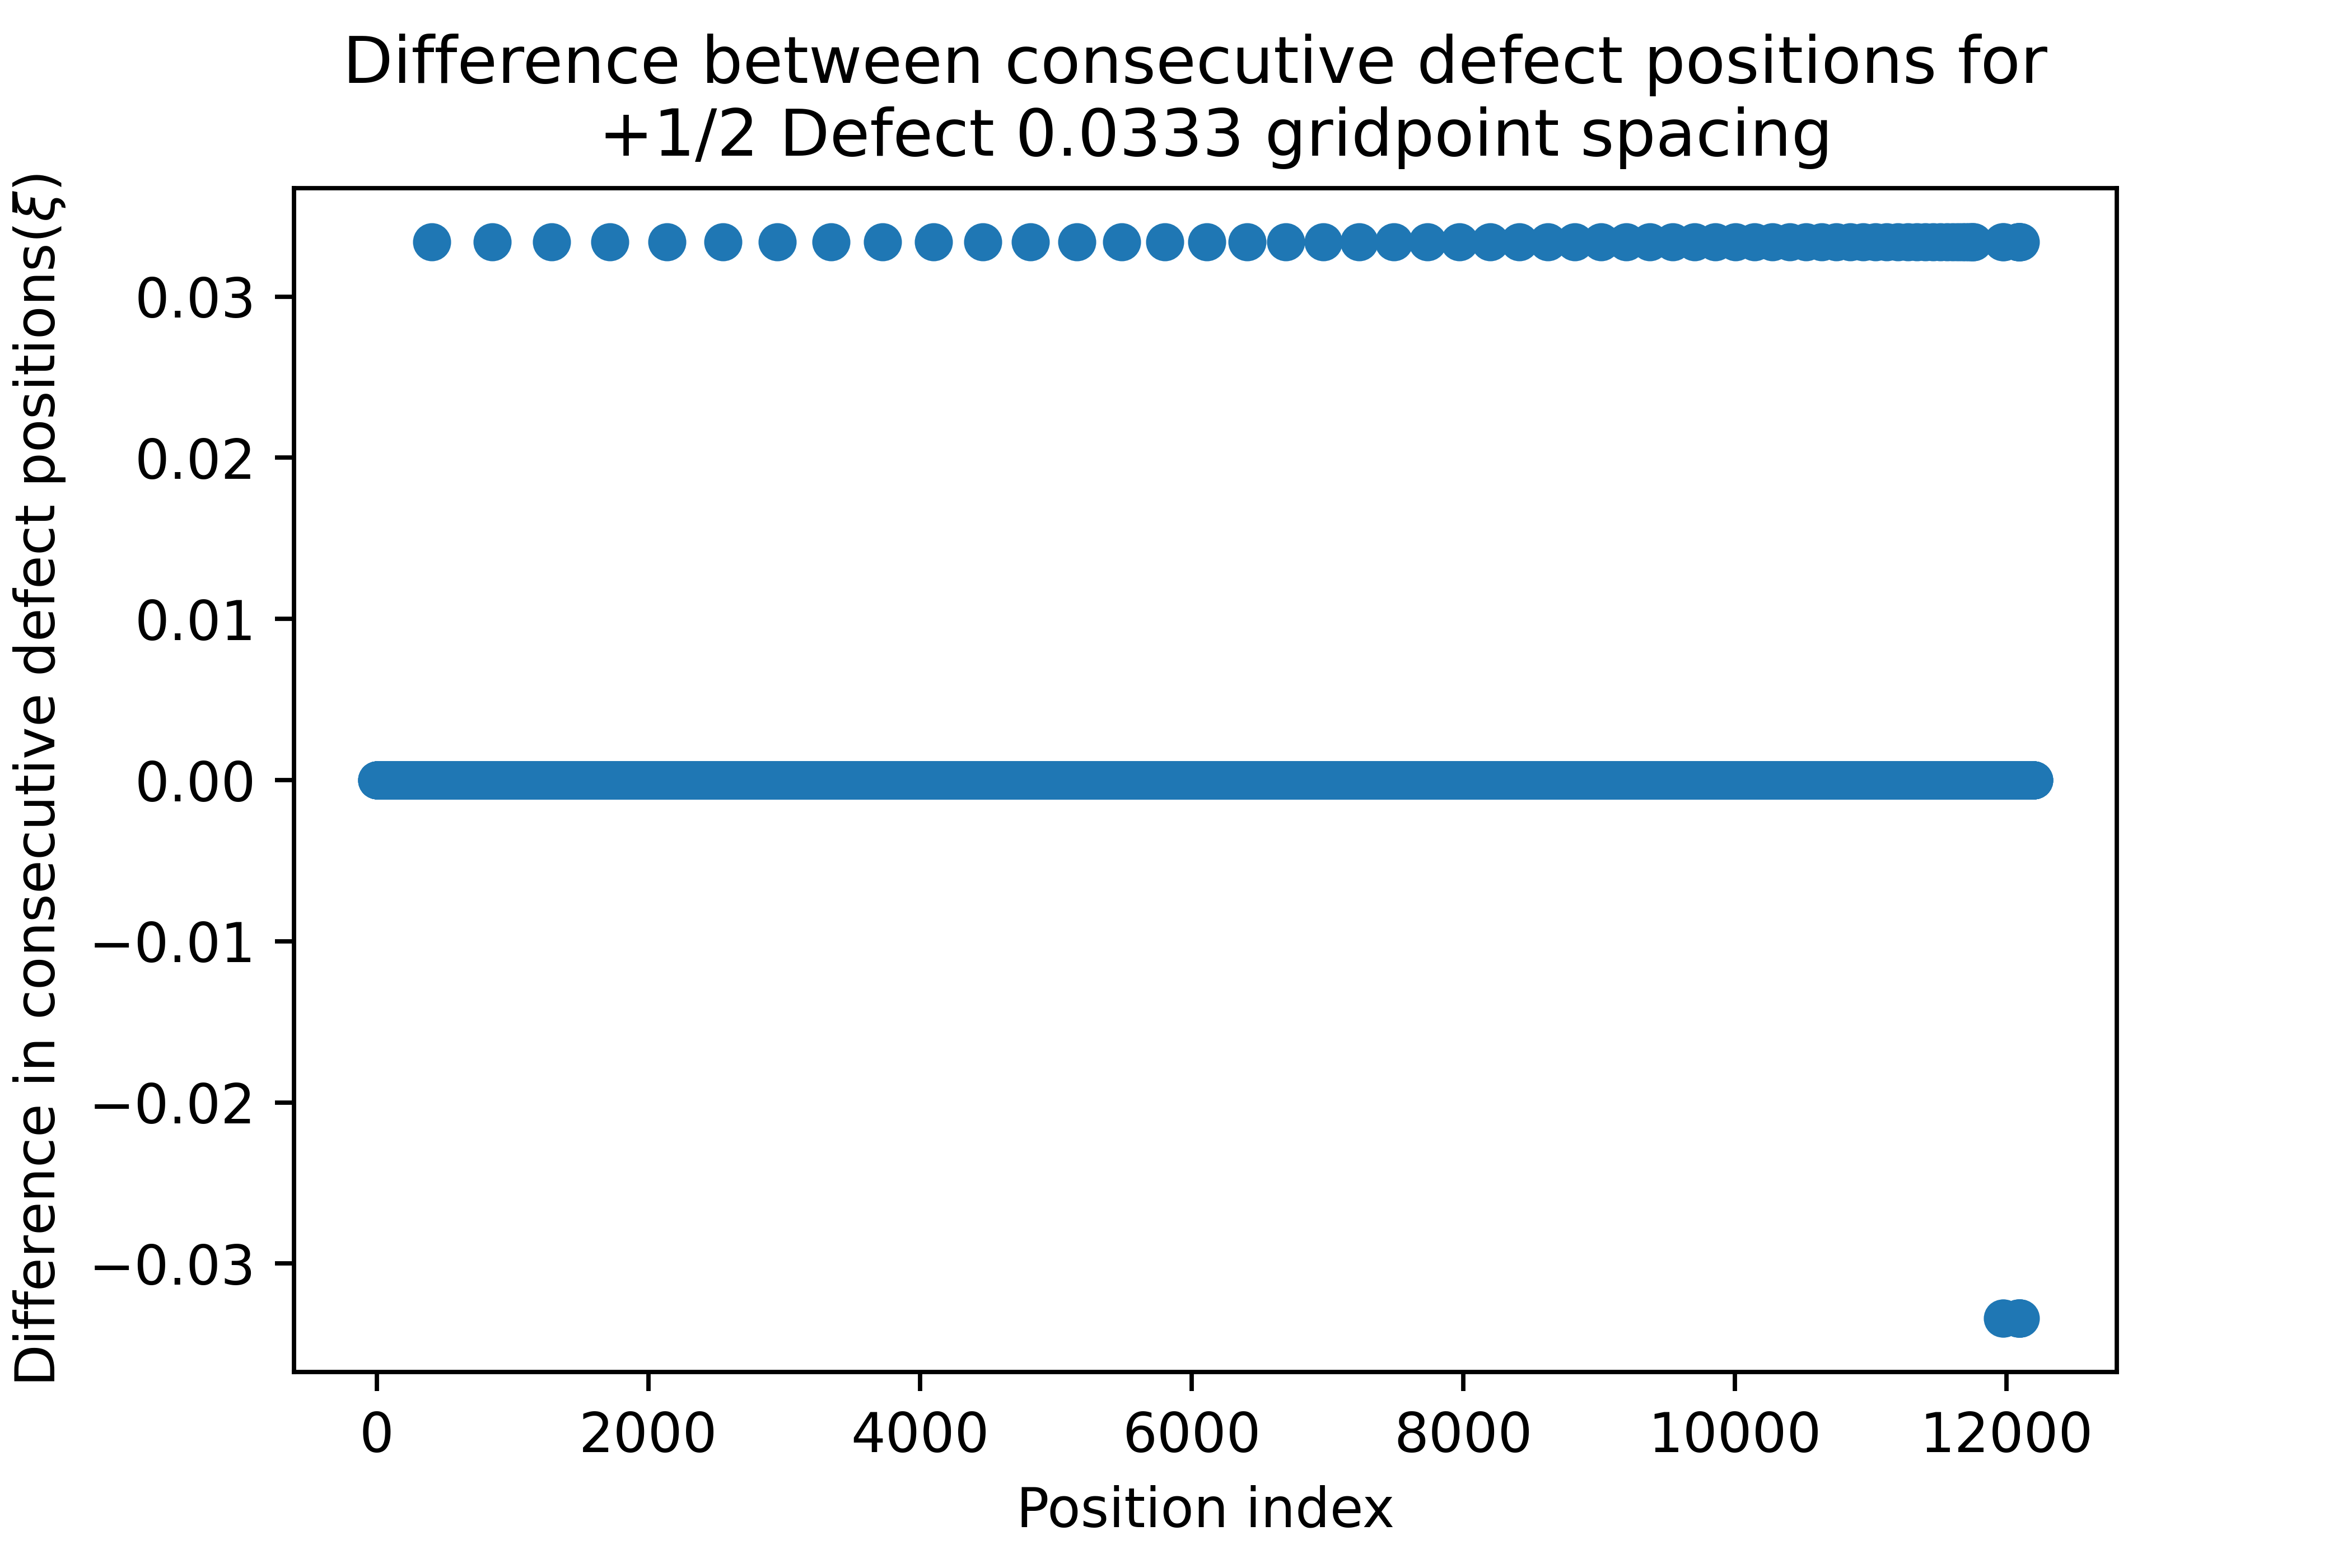 Difference between consecutive defect positions for
+1/2 Defect 0.0333 gridpoint spacing
Difference in consecutive defect positions(ξ)
0.03
0.02
0.01
0.00
−0.01
−0.02
−0.03
0 2000 4000 6000 8000 10000 12000
Position index